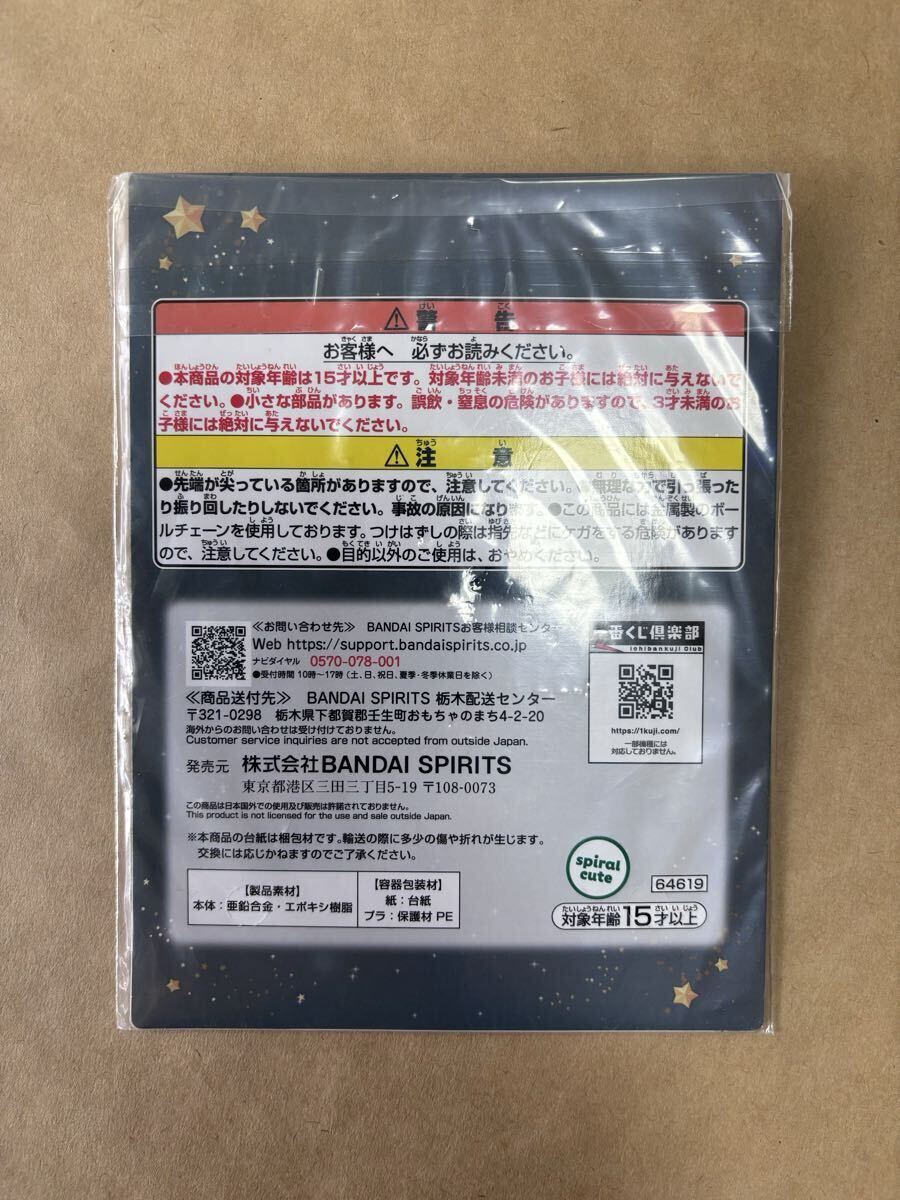 ⚠警告
お客様へ 必ずお読みください。
●本商品の対象年齢は15才以上です。対象年齢未満のお子様には絶対に与えないで
ください。●小さな部品があります。誤飲・窒息の危険がありますので、3才未満のお
子様には絶対に与えないでください。
⚠注意
●先端が尖っている箇所がありますので、注意してください。●無理な力で引っ張った
り振り回したりしないでください。事故の原因になります。●この商品には金属製のボー
ルチェーンを使用しております。つけはずしの際は指先などにケガをする危険があります
ので、注意してください。●目的以外のご使用は、おやめください。
≪お問い合わせ先≫ BANDAI SPIRITSお客様相談センター
Web https://support.bandaispirits.co.jp
ナビダイヤル 0570-078-001
●受付時間 10時〜17時(土、日、祝日、夏季・冬季休業日を除く)
≪商品送付先≫ BANDAI SPIRITS 栃木配送センター
〒321-0298 栃木県下都賀郡壬生町おもちゃのまち4-2-20
海外からのお問い合わせは受け付けておりません。
Customer service inquiries are not accepted from outside Japan.
発売元 株式会社BANDAI SPIRITS
東京都港区三田三丁目5-19 〒108-0073
この商品は日本国外での使用及び販売は許諾されておりません。
This product is not licensed for the use and sale outside Japan.
※本商品の台紙は梱包材です。輸送の際に多少の傷や折れが生じます。
交換には応じかねますのでご了承ください。
【製品素材】
本体：亜鉛合金・エポキシ樹脂
【容器包装材】
紙：台紙
プラ：保護材 PE
一番くじ倶楽部
ichibankuji Club
https://1kuji.com/
一部機種には
対応しておりません。
spiral
cute
64619
対象年齢15才以上